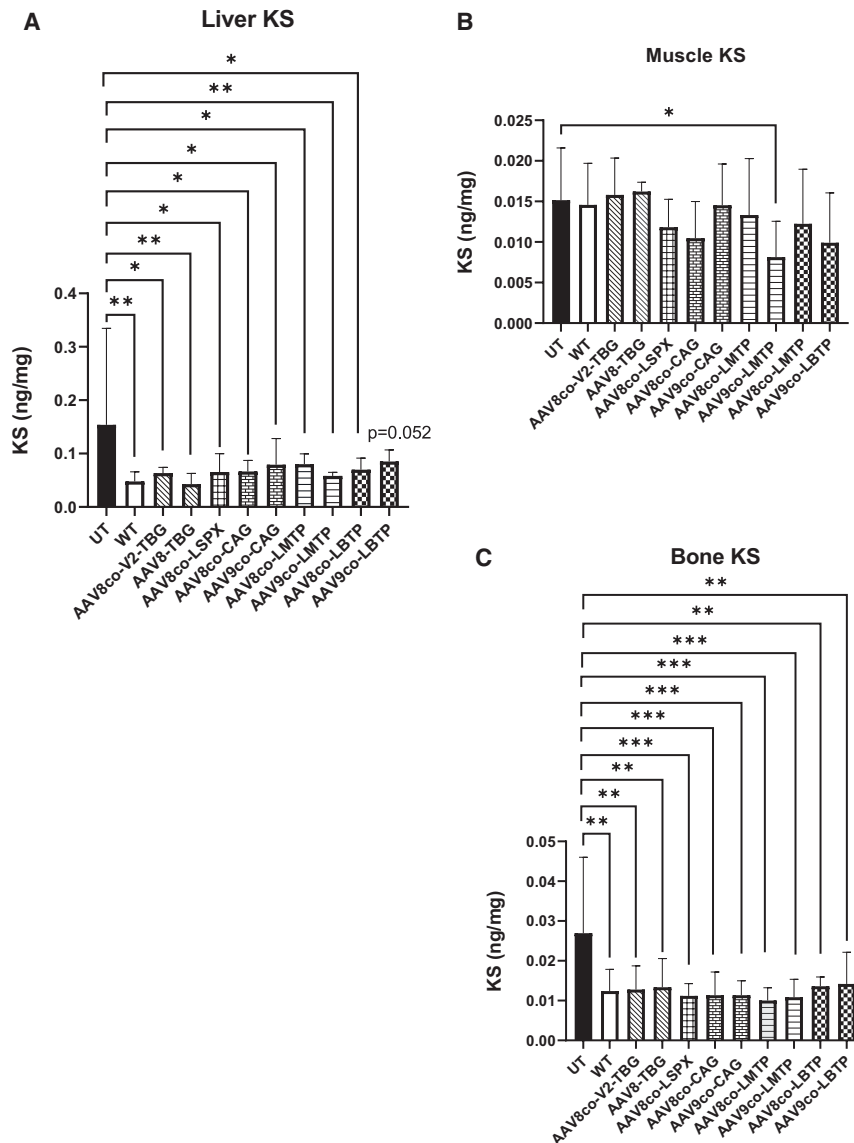 A
Liver KS
*
**
*
*
*
*
**
*
**
0.4
0.3
0.2
0.1
0.0
KS (ng/mg)
p=0.052
UT
WT
AAV8co-V2-TBG
AAV8-TBG
AAV8co-LSPX
AAV8co-CAG
AAV9co-CAG
AAV8co-LMTP
AAV9co-LMTP
AAV8co-LBTP
AAV9co-LBTP
B
Muscle KS
*
0.025
0.020
0.015
0.010
0.005
0.000
KS (ng/mg)
UT
WT
AAV8co-V2-TBG
AAV8-TBG
AAV8co-LSPX
AAV8co-CAG
AAV9co-CAG
AAV8co-LMTP
AAV9co-LMTP
AAV8co-LMTP
AAV9co-LBTP
C
Bone KS
**
**
***
***
***
***
***
**
**
**
0.05
0.04
0.03
0.02
0.01
0.00
KS (ng/mg)
UT
WT
AAV8co-V2-TBG
AAV8-TBG
AAV8co-LSPX
AAV8co-CAG
AAV9co-CAG
AAV8co-LMTP
AAV9co-LMTP
AAV8co-LBTP
AAV9co-LBTP